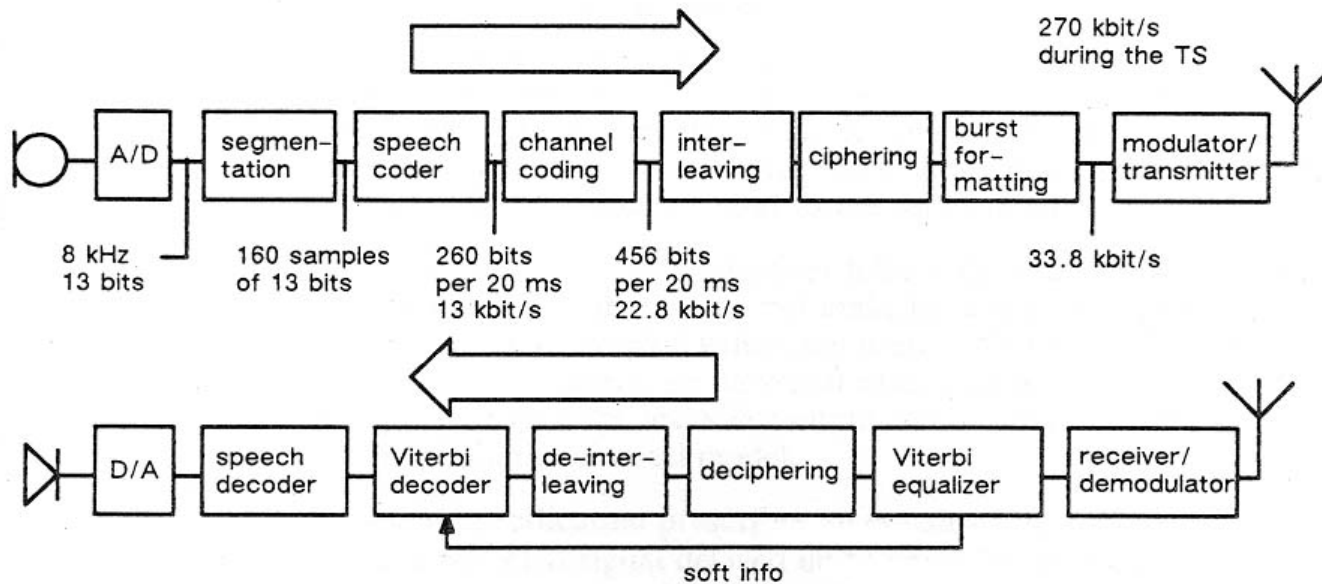 270 kbit/s
during the TS
A/D
segmen-
tation
speech
coder
channel
coding
inter-
leaving
ciphering
burst
for-
matting
modulator/
transmitter
8 kHz
13 bits
160 samples
of 13 bits
260 bits
per 20 ms
13 kbit/s
456 bits
per 20 ms
22.8 kbit/s
33.8 kbit/s
D/A
speech
decoder
Viterbi
decoder
de-inter-
leaving
deciphering
Viterbi
equalizer
receiver/
demodulator
soft info